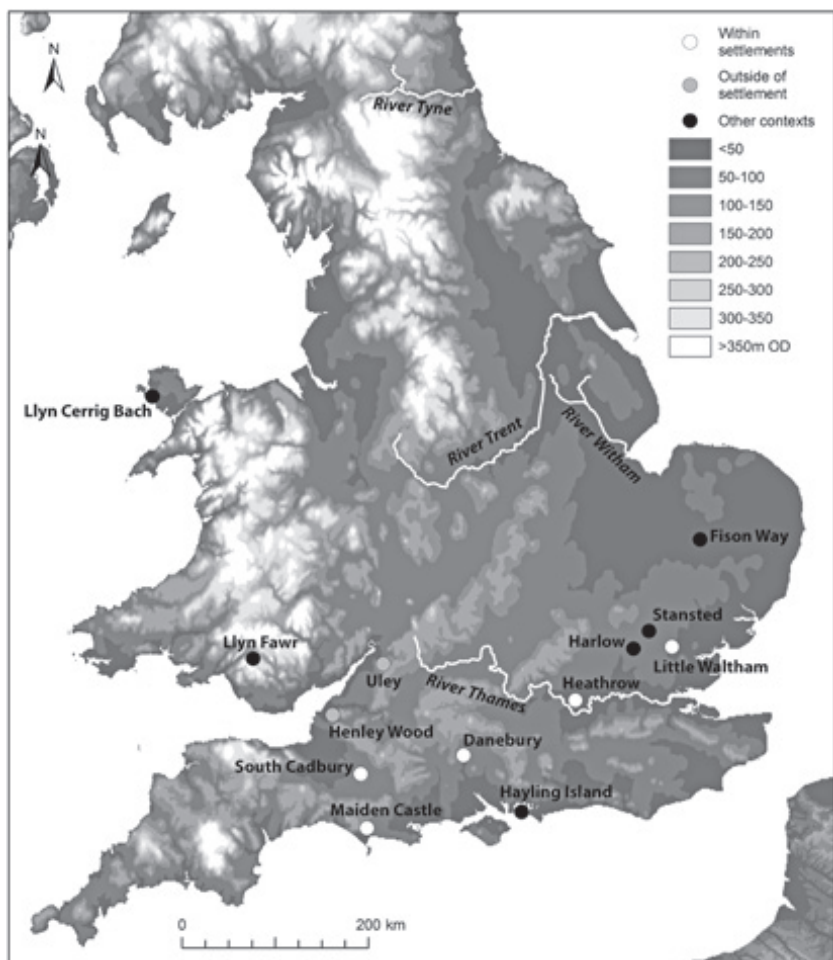 N
N
Within
settlements
Outside of
settlement
Other contexts
<50
50-100
100-150
150-200
200-250
250-300
300-350
>350m OD
River Tyne
Llyn Cerrig Bach
River Trent
River Witham
Fison Way
Stansted
Harlow
Little Waltham
Llyn Fawr
Uley
River Thames
Heathrow
Henley Wood
Danebury
South Cadbury
Hayling Island
Maiden Castle
0 200 km